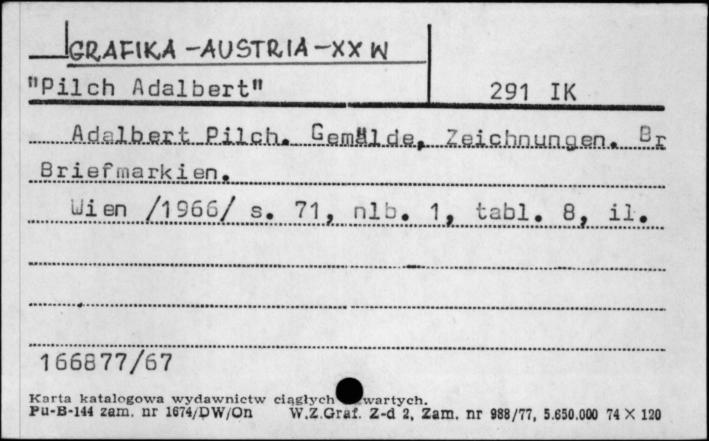 GRAFIKA-AUSTRIA-XX W
"Pilch Adalbert" 291 IK
Adalbert Pilch. Gemälde, Zeichnungen. Br
Briefmarkien.
Wien /1966/ s. 71, nlb. 1, tabl. 8, il.
166877/67
Karta katalogowa wydawnictw ciągłych wartych.
Pu-B-144 zam. nr 1674/DW/On W.Z.Graf. Z-d 2, Zam. nr 988/77, 5.650.000 74 X 120